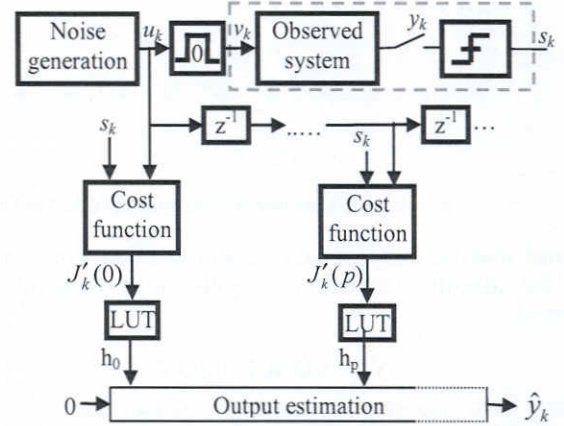 Noise generation
u_k
0
v_k
Observed system
y_k
s_k
s_k
z^-1
.....
s_k
z^-1
...
Cost function
Cost function
J'_k(0)
J'_k(p)
LUT
LUT
h_0
h_p
0
Output estimation
ŷ_k